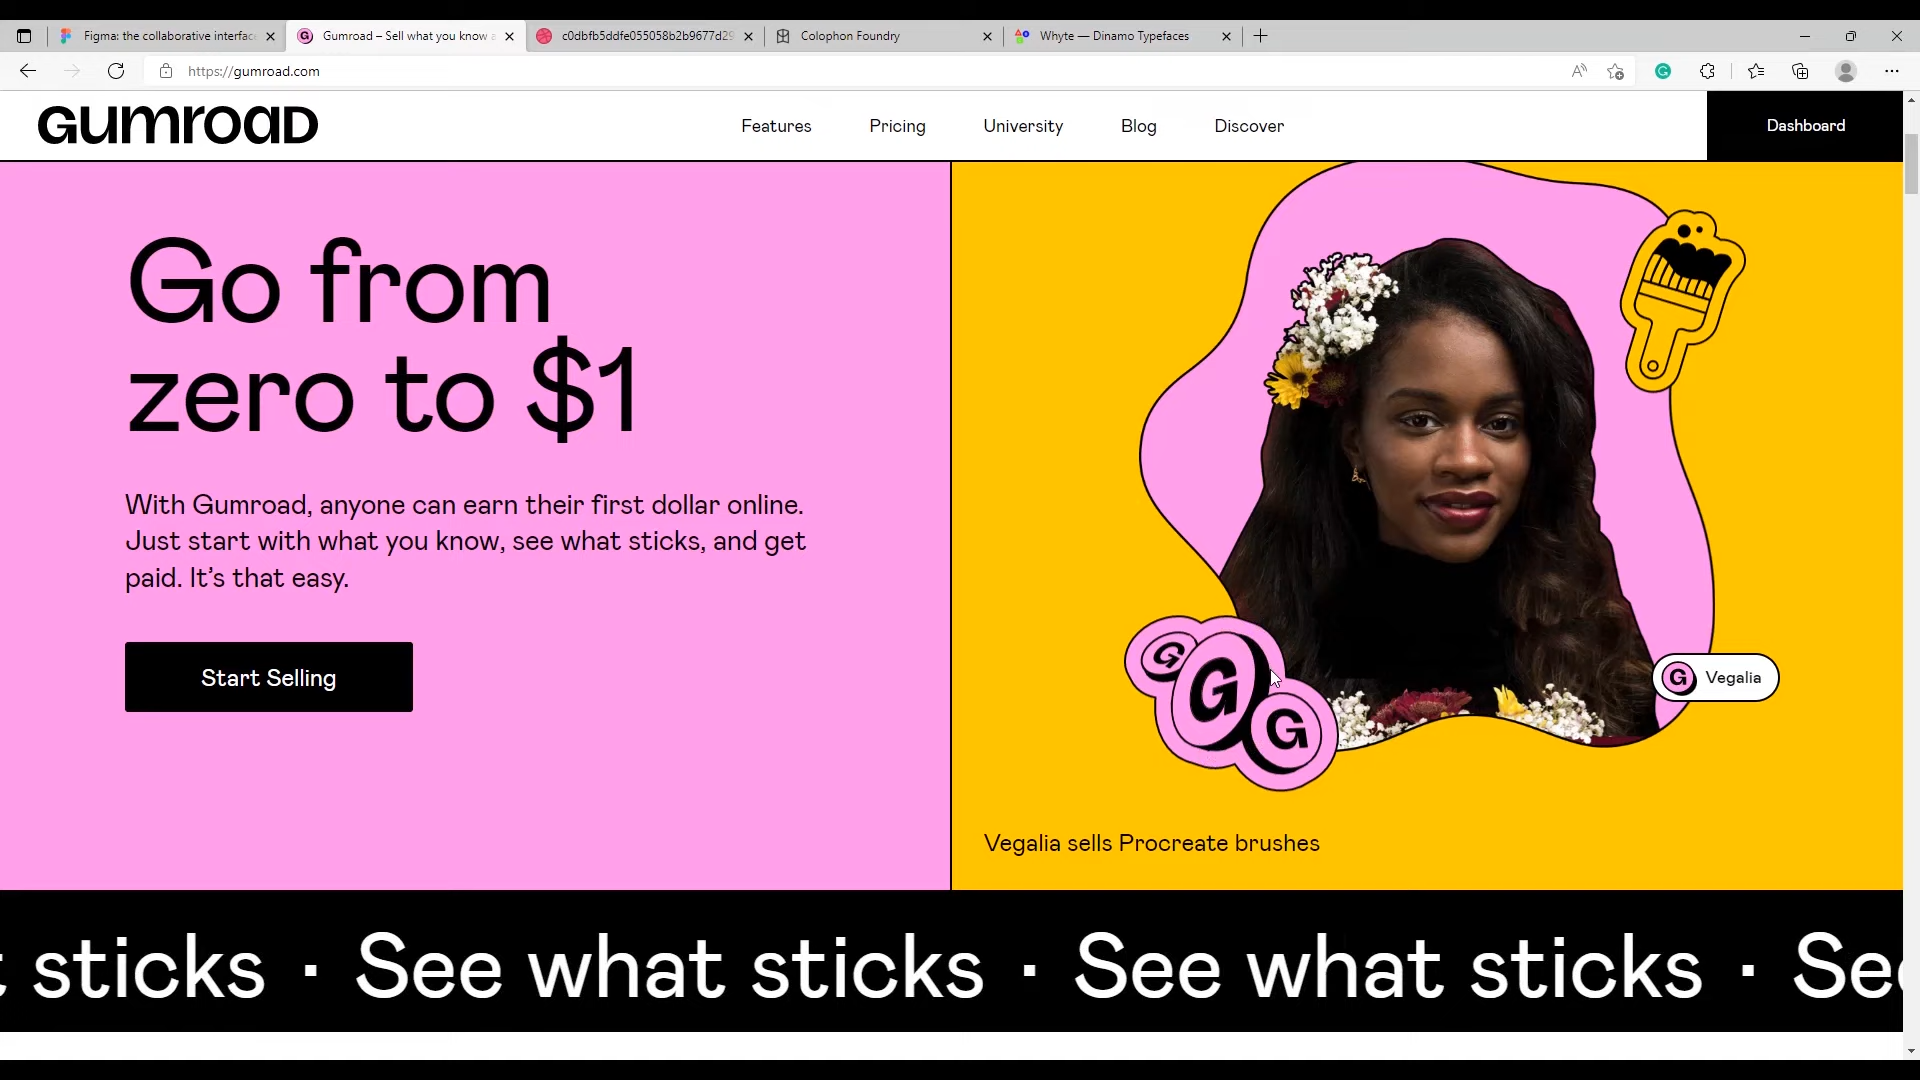 Figma: the collaborative interfac
Gumroad – Sell what you know a
c0dbfb5ddfe055058b2b9677d29
Colophon Foundry
Whyte — Dinamo Typefaces
https://gumroad.com
GUmroaD
Features
Pricing
University
Blog
Discover
Dashboard
Go from
zero to $1
With Gumroad, anyone can earn their first dollar online.
Just start with what you know, see what sticks, and get
paid. It's that easy.
Start Selling
G
G
G
G Vegalia
Vegalia sells Procreate brushes
t sticks · See what sticks · See what sticks · See